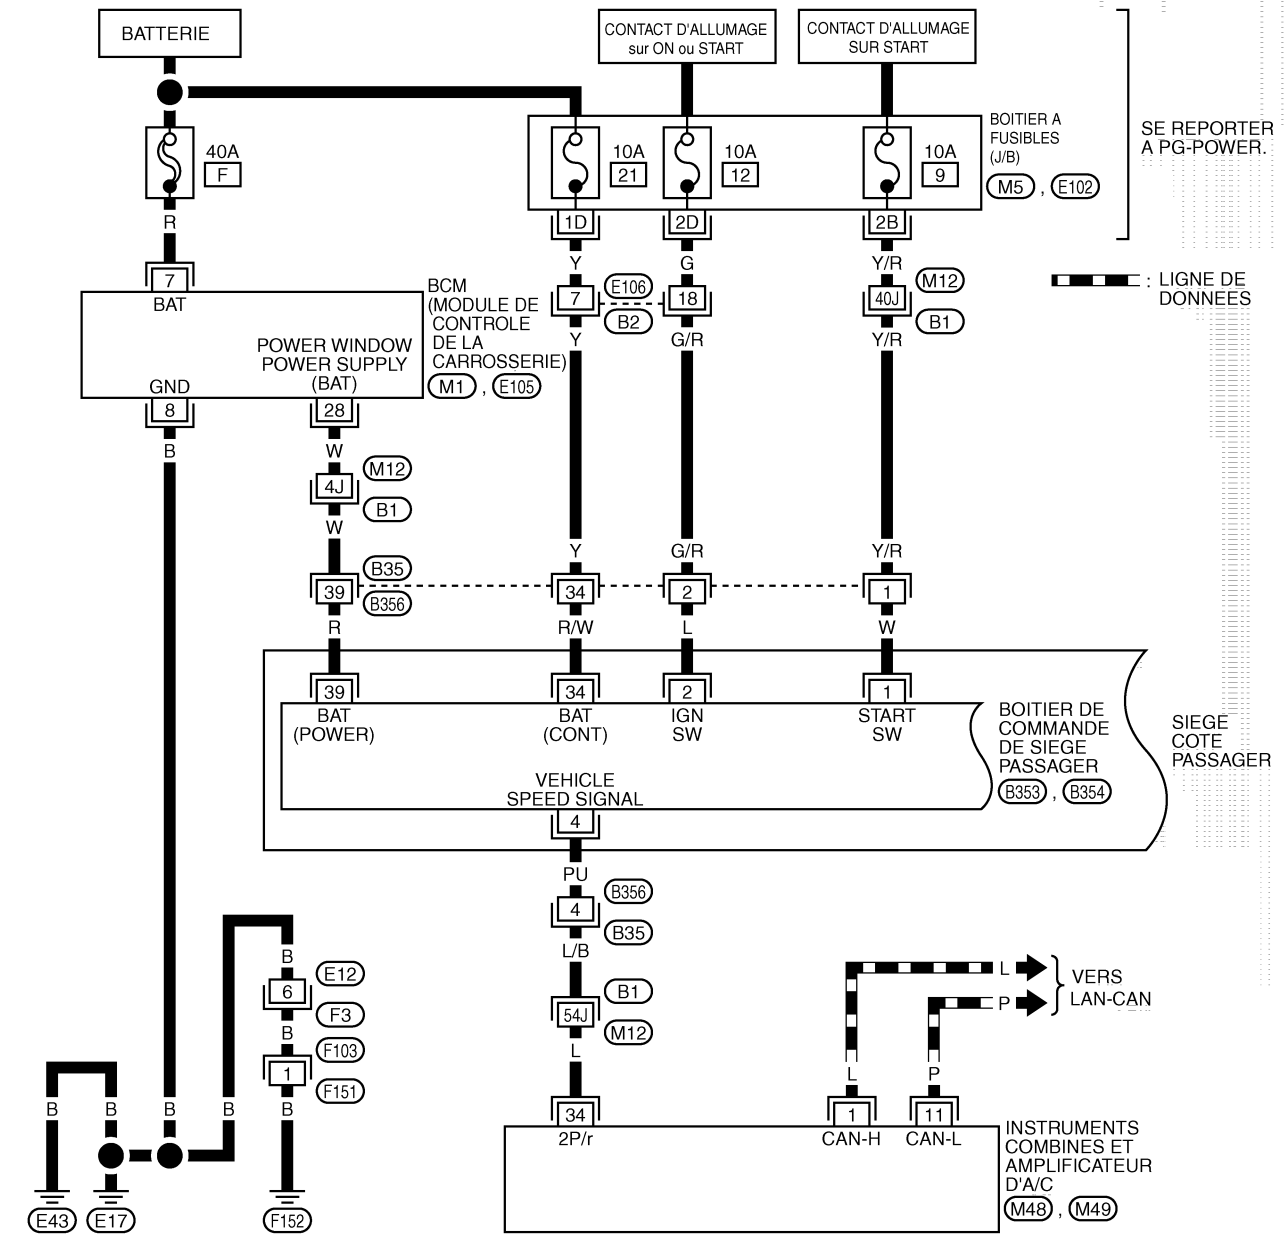 BATTERIE
CONTACT D'ALLUMAGE
sur ON ou START
CONTACT D'ALLUMAGE
SUR START
40A
F
10A
21
10A
12
10A
9
BOITIER A
FUSIBLES
(J/B)
M5 , E102
SE REPORTER
A PG-POWER.
R
1D
2D
2B
Y
G
Y/R
7
BAT
BCM
(MODULE DE
CONTROLE
DE LA
CARROSSERIE)
M1 , E105
7
E106
B2
18
40J
M12
B1
: LIGNE DE
DONNEES
POWER WINDOW
POWER SUPPLY
(BAT)
GND
Y
G/R
Y/R
8
28
B
W
4J
M12
B1
W
Y
G/R
Y/R
39
B35
B356
34
2
1
R
R/W
L
W
39
34
2
1
BAT
(POWER)
BAT
(CONT)
IGN
SW
START
SW
BOITIER DE
COMMANDE
DE SIEGE
PASSAGER
B353 , B354
SIEGE
COTE
PASSAGER
VEHICLE
SPEED SIGNAL
4
PU
4
B356
B35
L/B
54J
B1
M12
L
B
6
E12
F3
B
1
F103
F151
L
P
VERS
LAN-CAN
L
P
B
B
B
B
B
34
1
11
2P/r
CAN-H
CAN-L
INSTRUMENTS
COMBINES ET
AMPLIFICATEUR
D'A/C
M48 , M49
E43
E17
F152